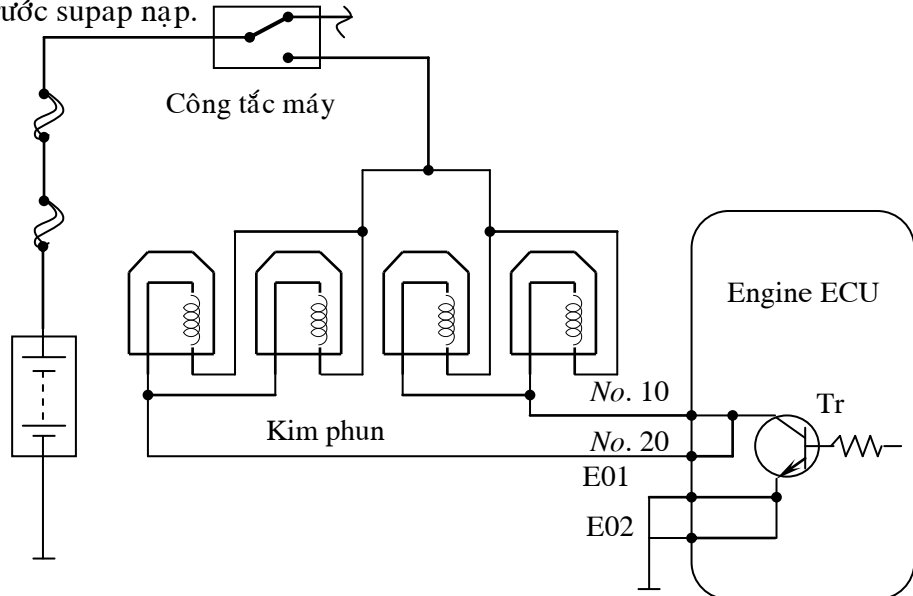 ước supap nạp.
Công tắc máy
Engine ECU
No. 10
Tr
Kim phun
No. 20
E01
E02